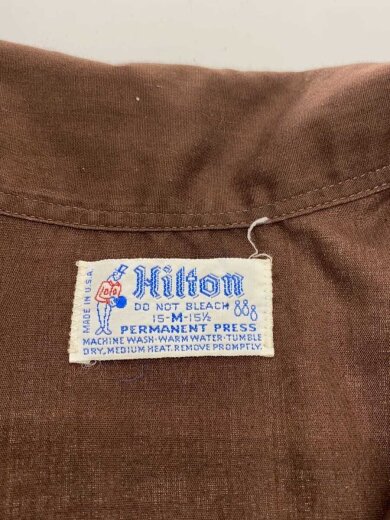 MADE IN U.S.A.
Hilton
DO NOT BLEACH
15-M-15½
PERMANENT PRESS
MACHINE WASH·WARM WATER·TUMBLE
DRY, MEDIUM HEAT. REMOVE PROMPTLY.